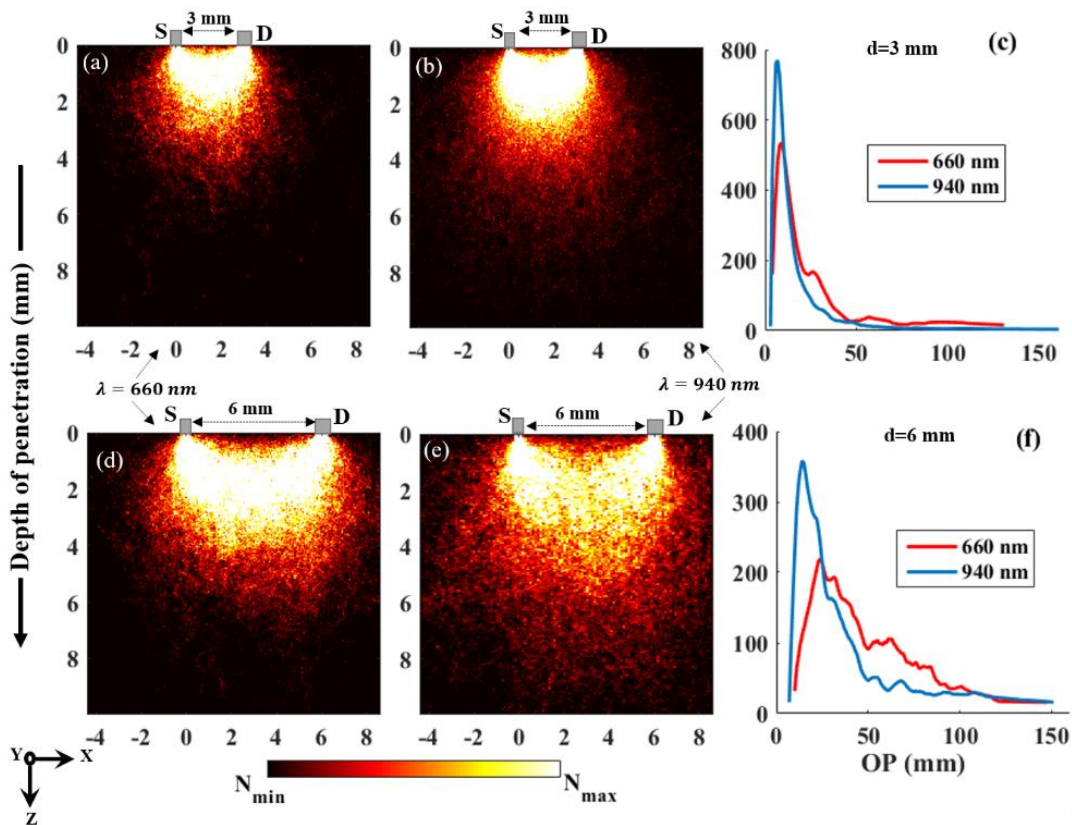 S 3 mm D
(a)
0
2
4
6
8
-4 -2 0 2 4 6 8
S 3 mm D
(b)
0
2
4
6
8
-4 -2 0 2 4 6 8
d=3 mm (c)
800
600
400
200
0
0 50 100 150
660 nm
940 nm
Depth of penetration (mm)
λ = 660 nm
λ = 940 nm
S 6 mm D
(d)
0
2
4
6
8
-4 -2 0 2 4 6 8
S 6 mm D
(e)
0
2
4
6
8
-4 -2 0 2 4 6 8
d=6 mm (f)
400
300
200
100
0
0 50 100 150
OP (mm)
660 nm
940 nm
Y X
Z
Nmin Nmax